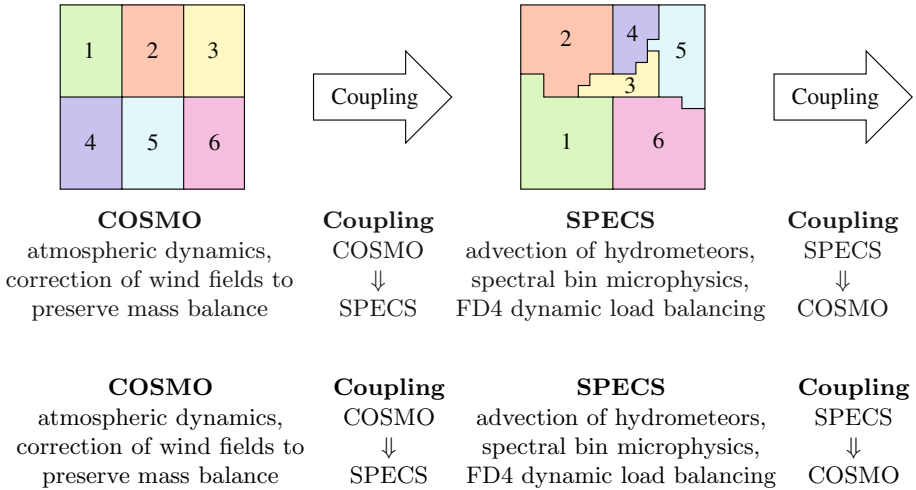 1 2 3
4 5 6
Coupling
2 4 5
3
1 6
Coupling
COSMO
atmospheric dynamics,
correction of wind fields to
preserve mass balance
Coupling
COSMO
⇓
SPECS
SPECS
advection of hydrometeors,
spectral bin microphysics,
FD4 dynamic load balancing
Coupling
SPECS
⇓
COSMO
COSMO
atmospheric dynamics,
correction of wind fields to
preserve mass balance
Coupling
COSMO
⇓
SPECS
SPECS
advection of hydrometeors,
spectral bin microphysics,
FD4 dynamic load balancing
Coupling
SPECS
⇓
COSMO